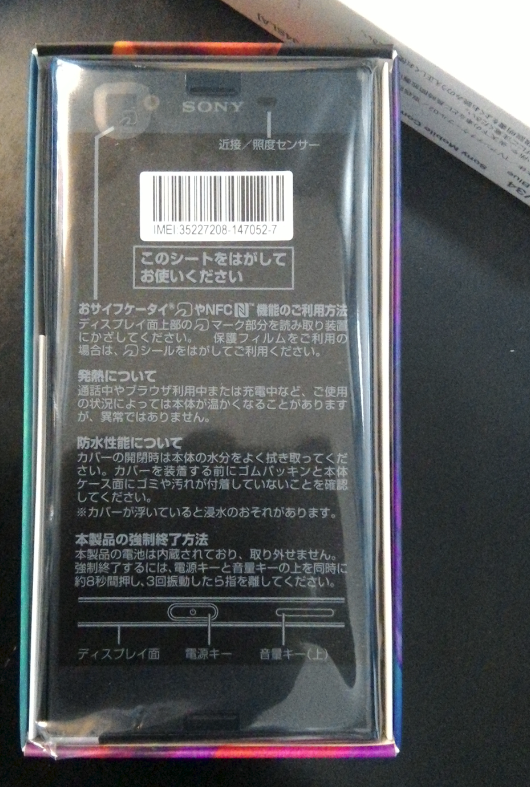 SONY
近接／照度センサー
IMEI 35227208-147052-7
このシートをはがして
お使いください
おサイフケータイ®やNFC N™ 機能のご利用方法
ディスプレイ面上部のマーク部分を読み取り装置
にかざしてください。 保護フィルムをご利用の
場合は、シールをはがしてご利用ください。
発熱について
通話中やブラウザ利用中または充電中など、ご使用
の状況によっては本体が温かくなることがあります
が、異常ではありません。
防水性能について
カバーの開閉時は本体の水分をよく拭き取ってくだ
さい。カバーを装着する前にゴムパッキンと本体
ケース面にゴミや汚れが付着していないことを確認
してください。
※カバーが浮いていると浸水のおそれがあります。
本製品の強制終了方法
本製品の電池は内蔵されており、取り外せません。
強制終了するには、電源キーと音量キーの上を同時に
約8秒間押し、3回振動したら指を離してください。
ディスプレイ面 電源キー 音量キー(上)
Sony Mobile Com
V34